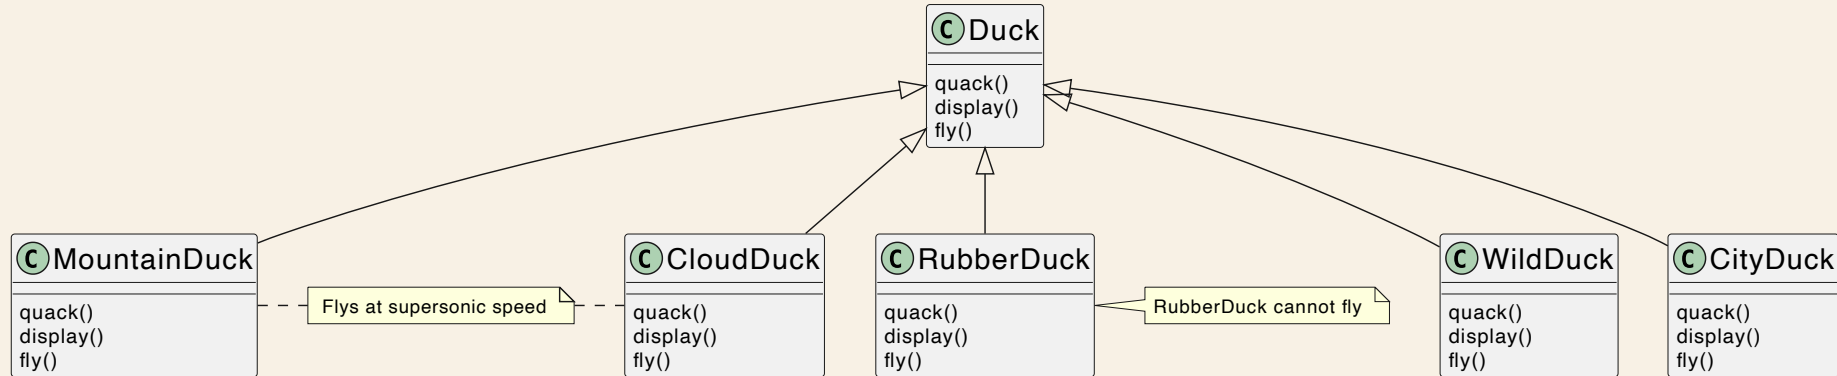 C Duck
quack()
display()
fly()
C MountainDuck
quack()
display()
fly()
Flys at supersonic speed
C CloudDuck
quack()
display()
fly()
C RubberDuck
quack()
display()
fly()
RubberDuck cannot fly
C WildDuck
quack()
display()
fly()
C CityDuck
quack()
display()
fly()